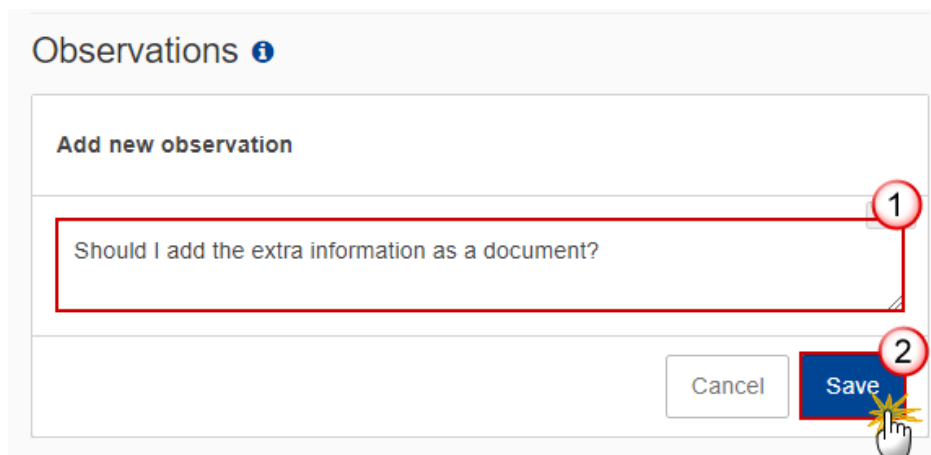 Observations
Add new observation
1
Should I add the extra information as a document?
2
Cancel
Save